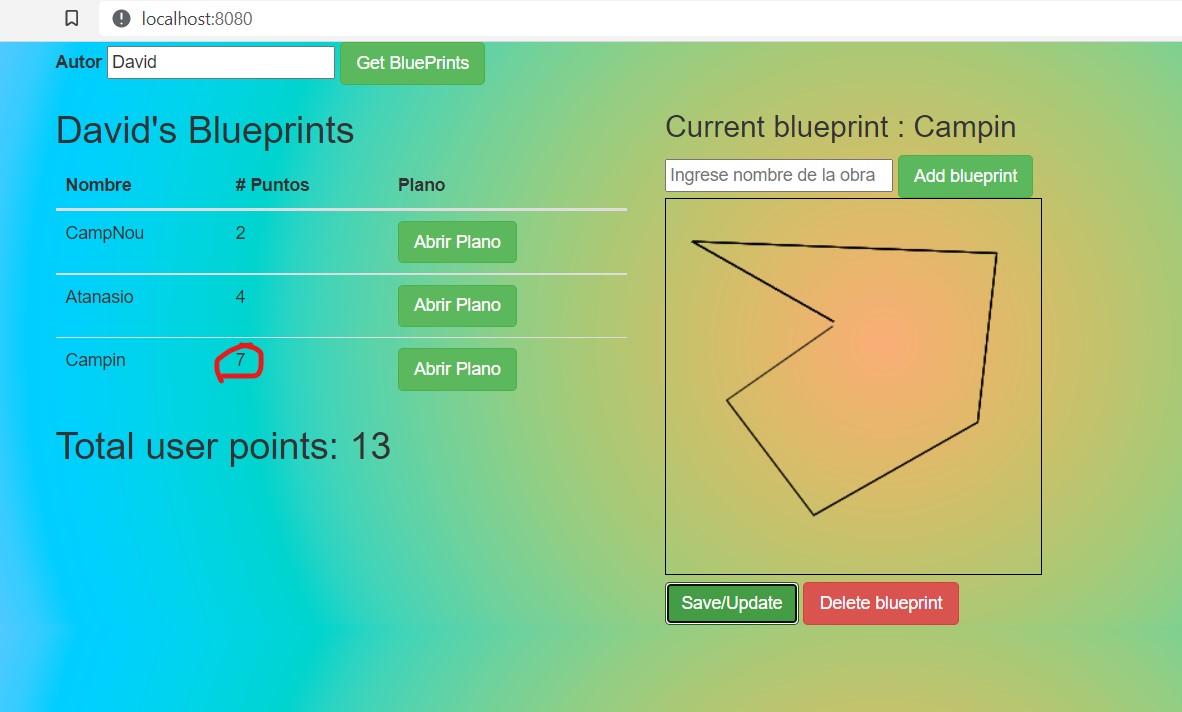 localhost:8080
Autor David Get BluePrints
David's Blueprints
Nombre # Puntos Plano
CampNou 2 Abrir Plano
Atanasio 4 Abrir Plano
Campin 7 Abrir Plano
Total user points: 13
Current blueprint : Campin
Ingrese nombre de la obra Add blueprint
Save/Update Delete blueprint